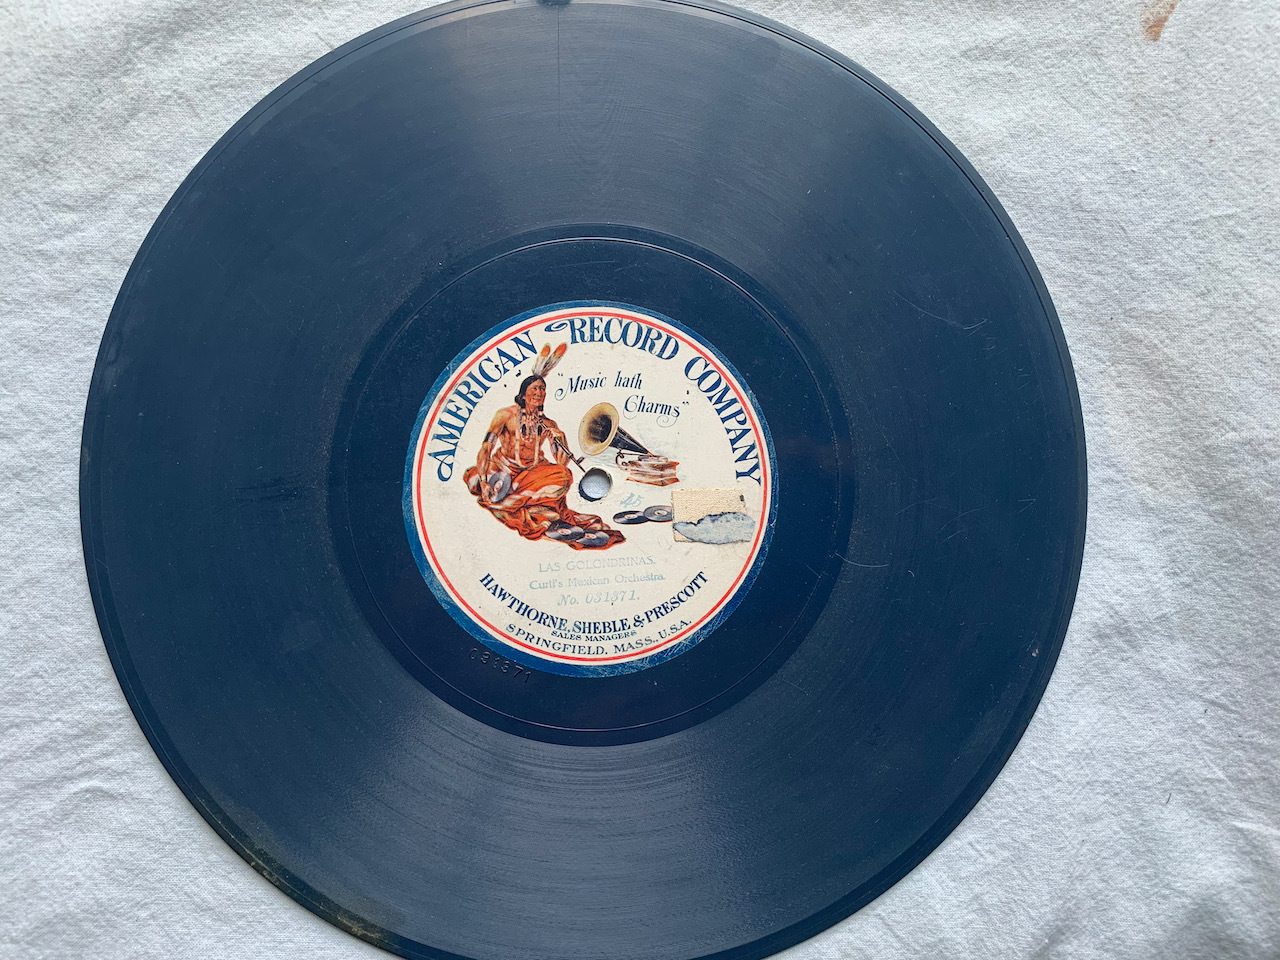 AMERICAN RECORD COMPANY
"Music hath
Charms"
45
LAS GOLONDRINAS.
Curti's Mexican Orchestra.
No. 031371.
HAWTHORNE, SHEBLE & PRESCOTT
SALES MANAGERS
SPRINGFIELD. MASS., U.S.A.
031371